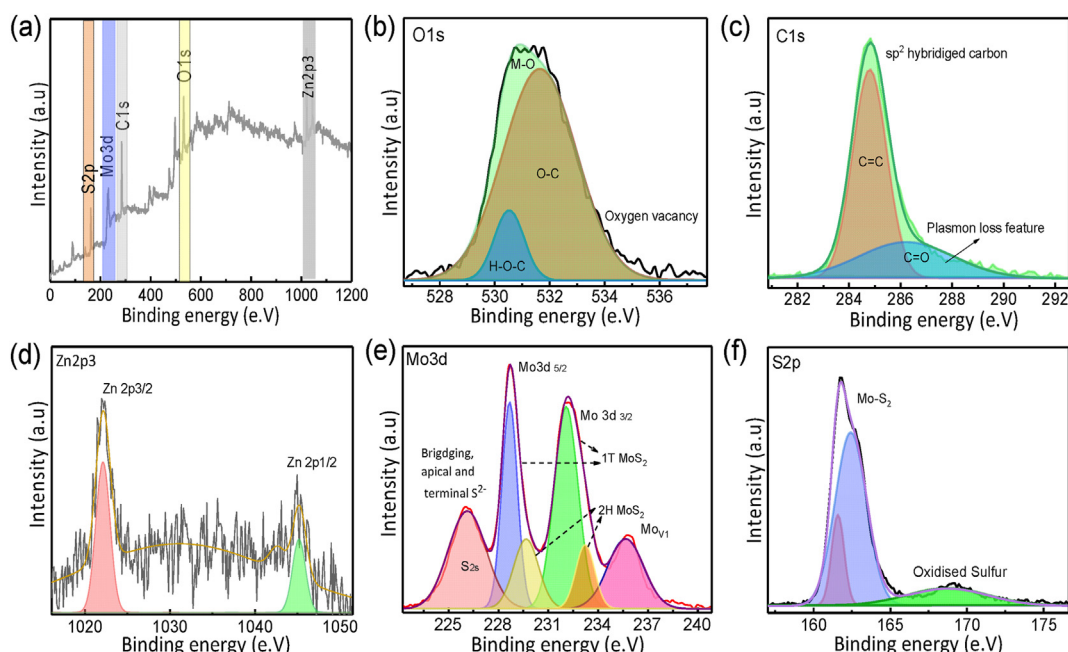 (a)
S2p
Mo3d
C1s
O1s
Zn2p3
Intensity (a.u)
0 200 400 600 800 1000 1200
Binding energy (e.V)
(b)
O1s
M-O
O-C
H-O-C
Oxygen vacancy
Intensity (a.u)
528 530 532 534 536
Binding energy (e.V)
(c)
C1s
sp² hybridiged carbon
C=C
Plasmon loss feature
C=O
Intensity (a.u)
282 284 286 288 290 292
Binding energy (e.V)
(d)
Zn2p3
Zn 2p3/2
Zn 2p1/2
Intensity (a.u)
1020 1030 1040 1050
Binding energy (e.V)
(e)
Mo3d
Mo3d 5/2
Mo 3d 3/2
Brigdging,
apical and
terminal S²⁻
1T MoS₂
2H MoS₂
Mo_V1
S₂s
Intensity (a.u)
225 228 231 234 237 240
Binding energy (e.V)
(f)
S2p
Mo-S₂
Oxidised Sulfur
Intensity (a.u)
160 165 170 175
Binding energy (e.V)